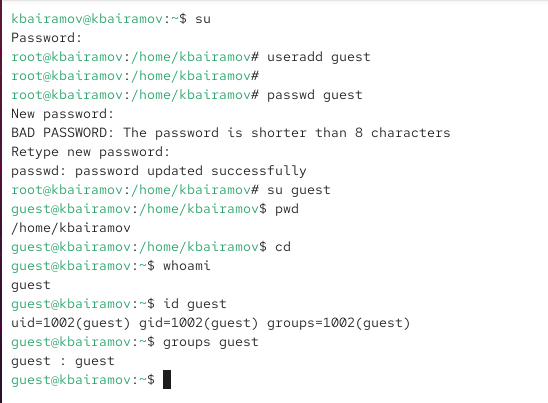 kbairamov@kbairamov:~$ su
Password:
root@kbairamov:/home/kbairamov# useradd guest
root@kbairamov:/home/kbairamov#
root@kbairamov:/home/kbairamov# passwd guest
New password:
BAD PASSWORD: The password is shorter than 8 characters
Retype new password:
passwd: password updated successfully
root@kbairamov:/home/kbairamov# su guest
guest@kbairamov:/home/kbairamov$ pwd
/home/kbairamov
guest@kbairamov:/home/kbairamov$ cd
guest@kbairamov:~$ whoami
guest
guest@kbairamov:~$ id guest
uid=1002(guest) gid=1002(guest) groups=1002(guest)
guest@kbairamov:~$ groups guest
guest : guest
guest@kbairamov:~$